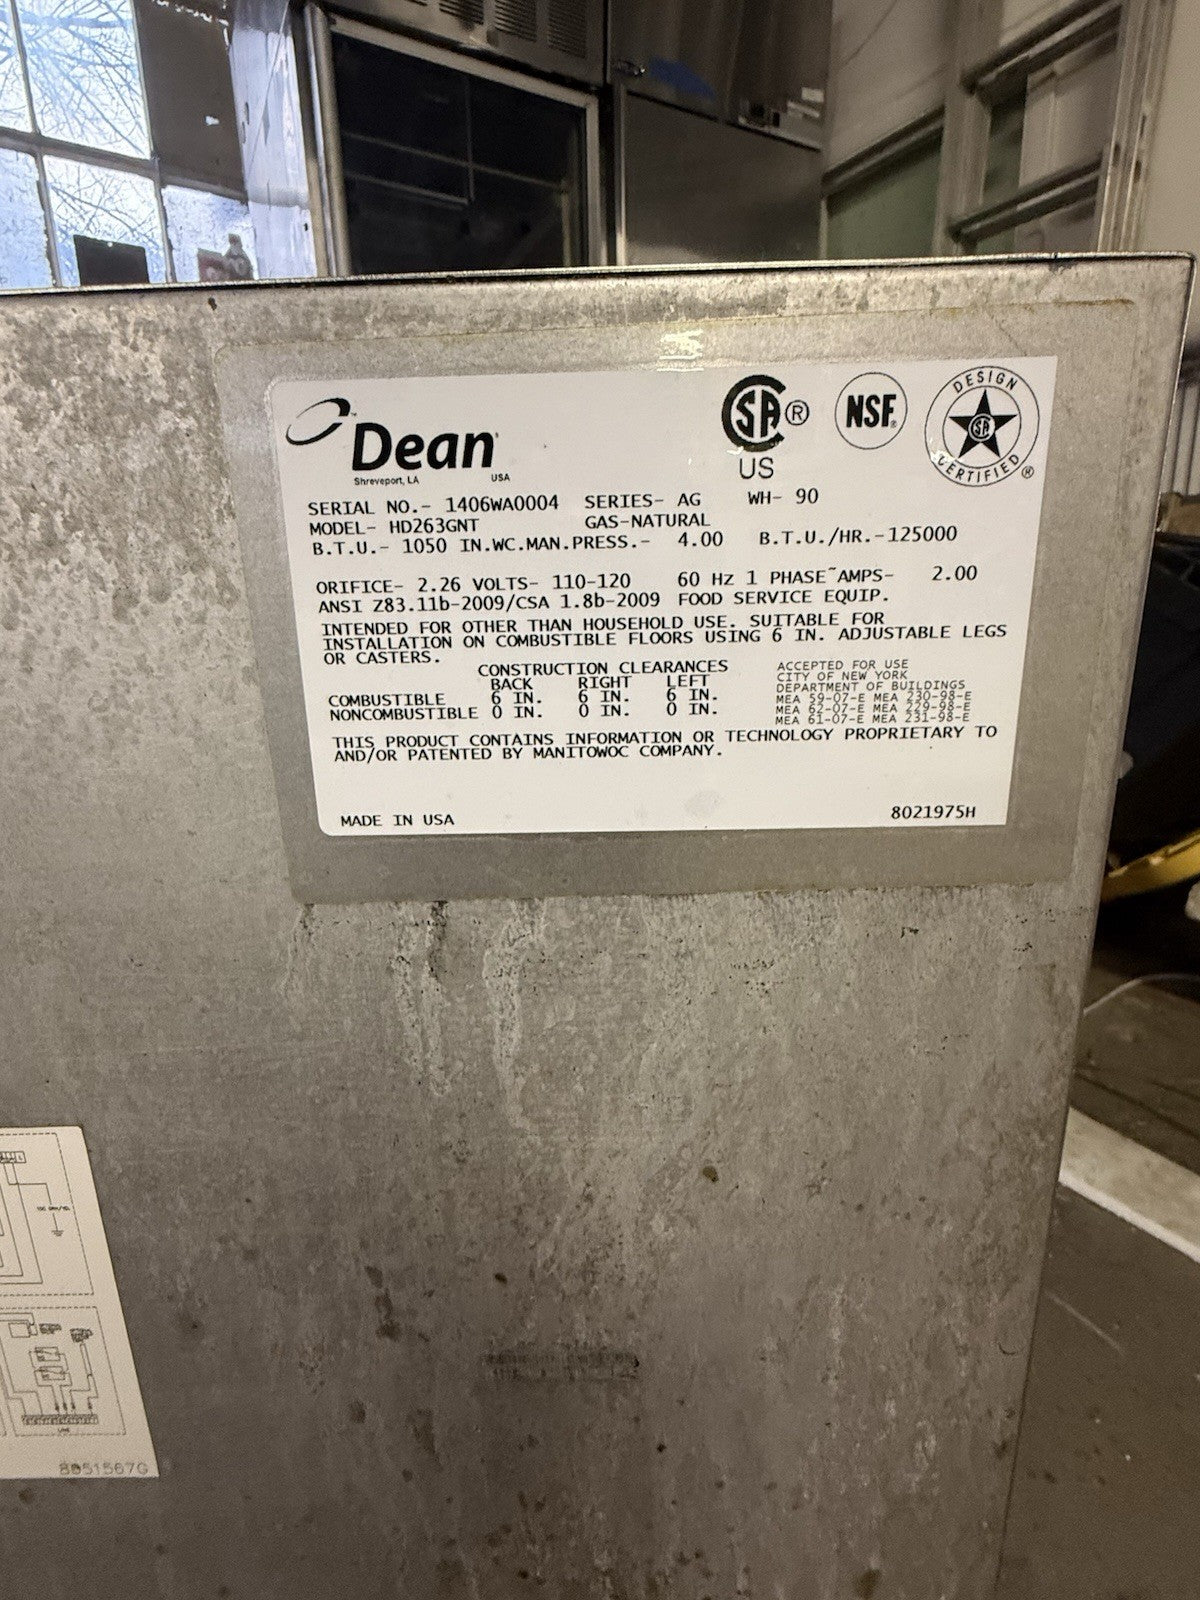 Dean
Shreveport, LA USA
SA ® US
NSF®
DESIGN SA CERTIFIED ®
SERIAL NO.- 1406WA0004 SERIES- AG WH- 90
MODEL- HD263GNT GAS-NATURAL
B.T.U.- 1050 IN.WC.MAN.PRESS.- 4.00 B.T.U./HR.-125000
ORIFICE- 2.26 VOLTS- 110-120 60 HZ 1 PHASE~AMPS- 2.00
ANSI Z83.11b-2009/CSA 1.8b-2009 FOOD SERVICE EQUIP.
INTENDED FOR OTHER THAN HOUSEHOLD USE. SUITABLE FOR
INSTALLATION ON COMBUSTIBLE FLOORS USING 6 IN. ADJUSTABLE LEGS
OR CASTERS.
CONSTRUCTION CLEARANCES
BACK RIGHT LEFT
COMBUSTIBLE 6 IN. 6 IN. 6 IN.
NONCOMBUSTIBLE 0 IN. 0 IN. 0 IN.
ACCEPTED FOR USE
CITY OF NEW YORK
DEPARTMENT OF BUILDINGS
MEA 59-07-E MEA 230-98-E
MEA 62-07-E MEA 229-98-E
MEA 61-07-E MEA 231-98-E
THIS PRODUCT CONTAINS INFORMATION OR TECHNOLOGY PROPRIETARY TO
AND/OR PATENTED BY MANITOWOC COMPANY.
MADE IN USA 8021975H
8051567G